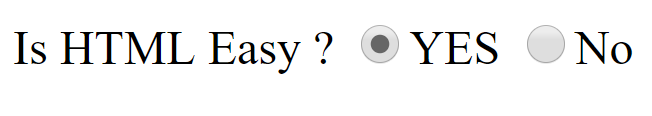 Is HTML Easy ? YES No